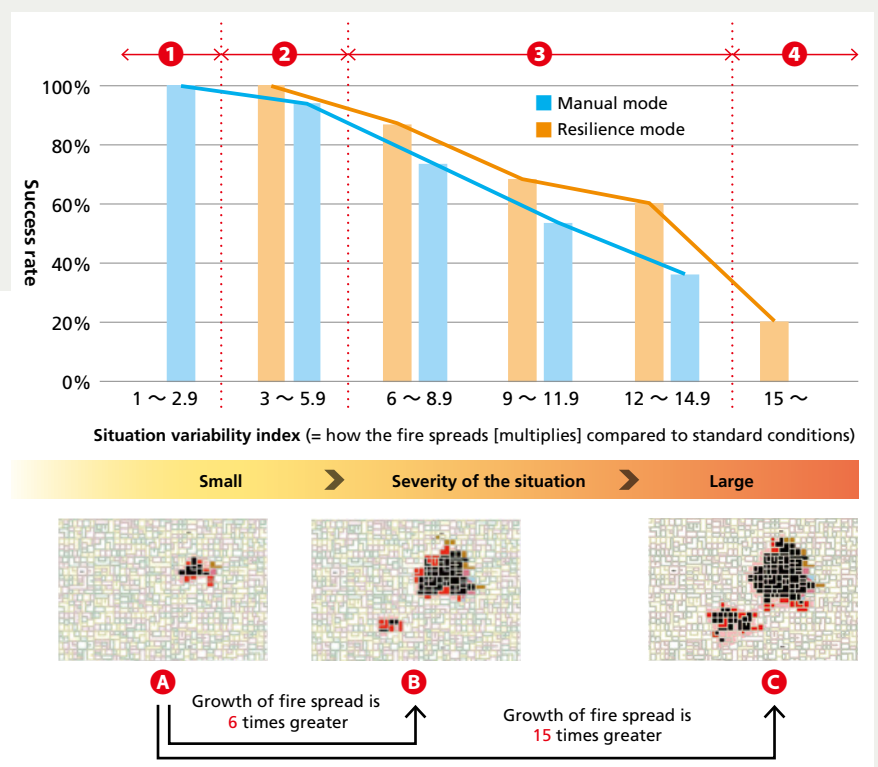 1
2
3
4
100%
80%
60%
40%
20%
0%
Success rate
Manual mode
Resilience mode
1 ～ 2.9
3 ～ 5.9
6 ～ 8.9
9 ～ 11.9
12 ～ 14.9
15 ～
Situation variability index (= how the fire spreads [multiplies] compared to standard conditions)
Small
Severity of the situation
Large
A
B
C
Growth of fire spread is
6 times greater
Growth of fire spread is
15 times greater